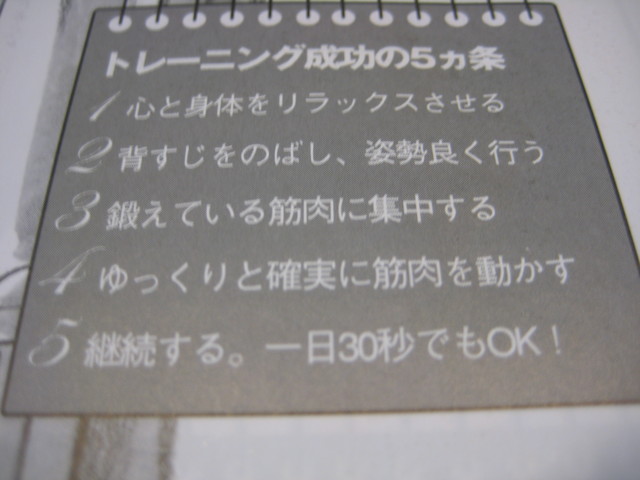 トレーニング成功の5ヵ条
1 心と身体をリラックスさせる
2 背すじをのばし、姿勢良く行う
3 鍛えている筋肉に集中する
4 ゆっくりと確実に筋肉を動かす
5 継続する。一日30秒でもOK！